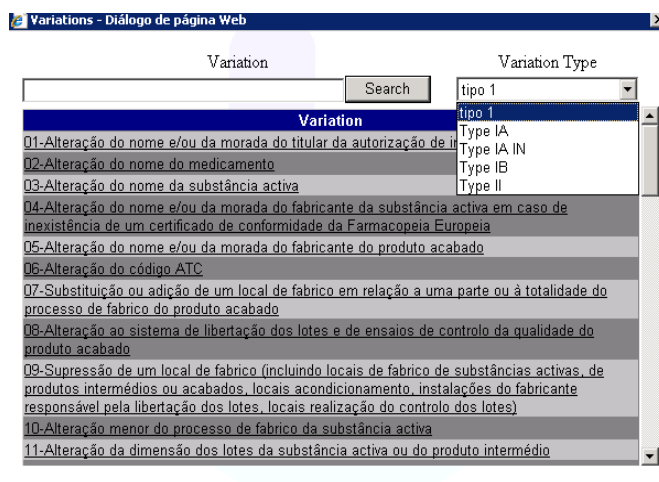 Variations - Diálogo de página Web
Variation
Variation Type
Search
tipo 1
tipo 1
Type IA
Type IA IN
Type IB
Type II
Variation
01-Alteração do nome e/ou da morada do titular da autorização de
02-Alteração do nome do medicamento
03-Alteração do nome da substância activa
04-Alteração do nome e/ou da morada do fabricante da substância activa em caso de
inexistência de um certificado de conformidade da Farmacopeia Europeia
05-Alteração do nome e/ou da morada do fabricante do produto acabado
06-Alteração do código ATC
07-Substituição ou adição de um local de fabrico em relação a uma parte ou à totalidade do
processo de fabrico do produto acabado
08-Alteração ao sistema de libertação dos lotes e de ensaios de controlo da qualidade do
produto acabado
09-Supressão de um local de fabrico (incluindo locais de fabrico de substâncias activas, de
produtos intermédios ou acabados, locais acondicionamento, instalações do fabricante
responsável pela libertação dos lotes, locais realização do controlo dos lotes)
10-Alteração menor do processo de fabrico da substância activa
11-Alteração da dimensão dos lotes da substância activa ou do produto intermédio